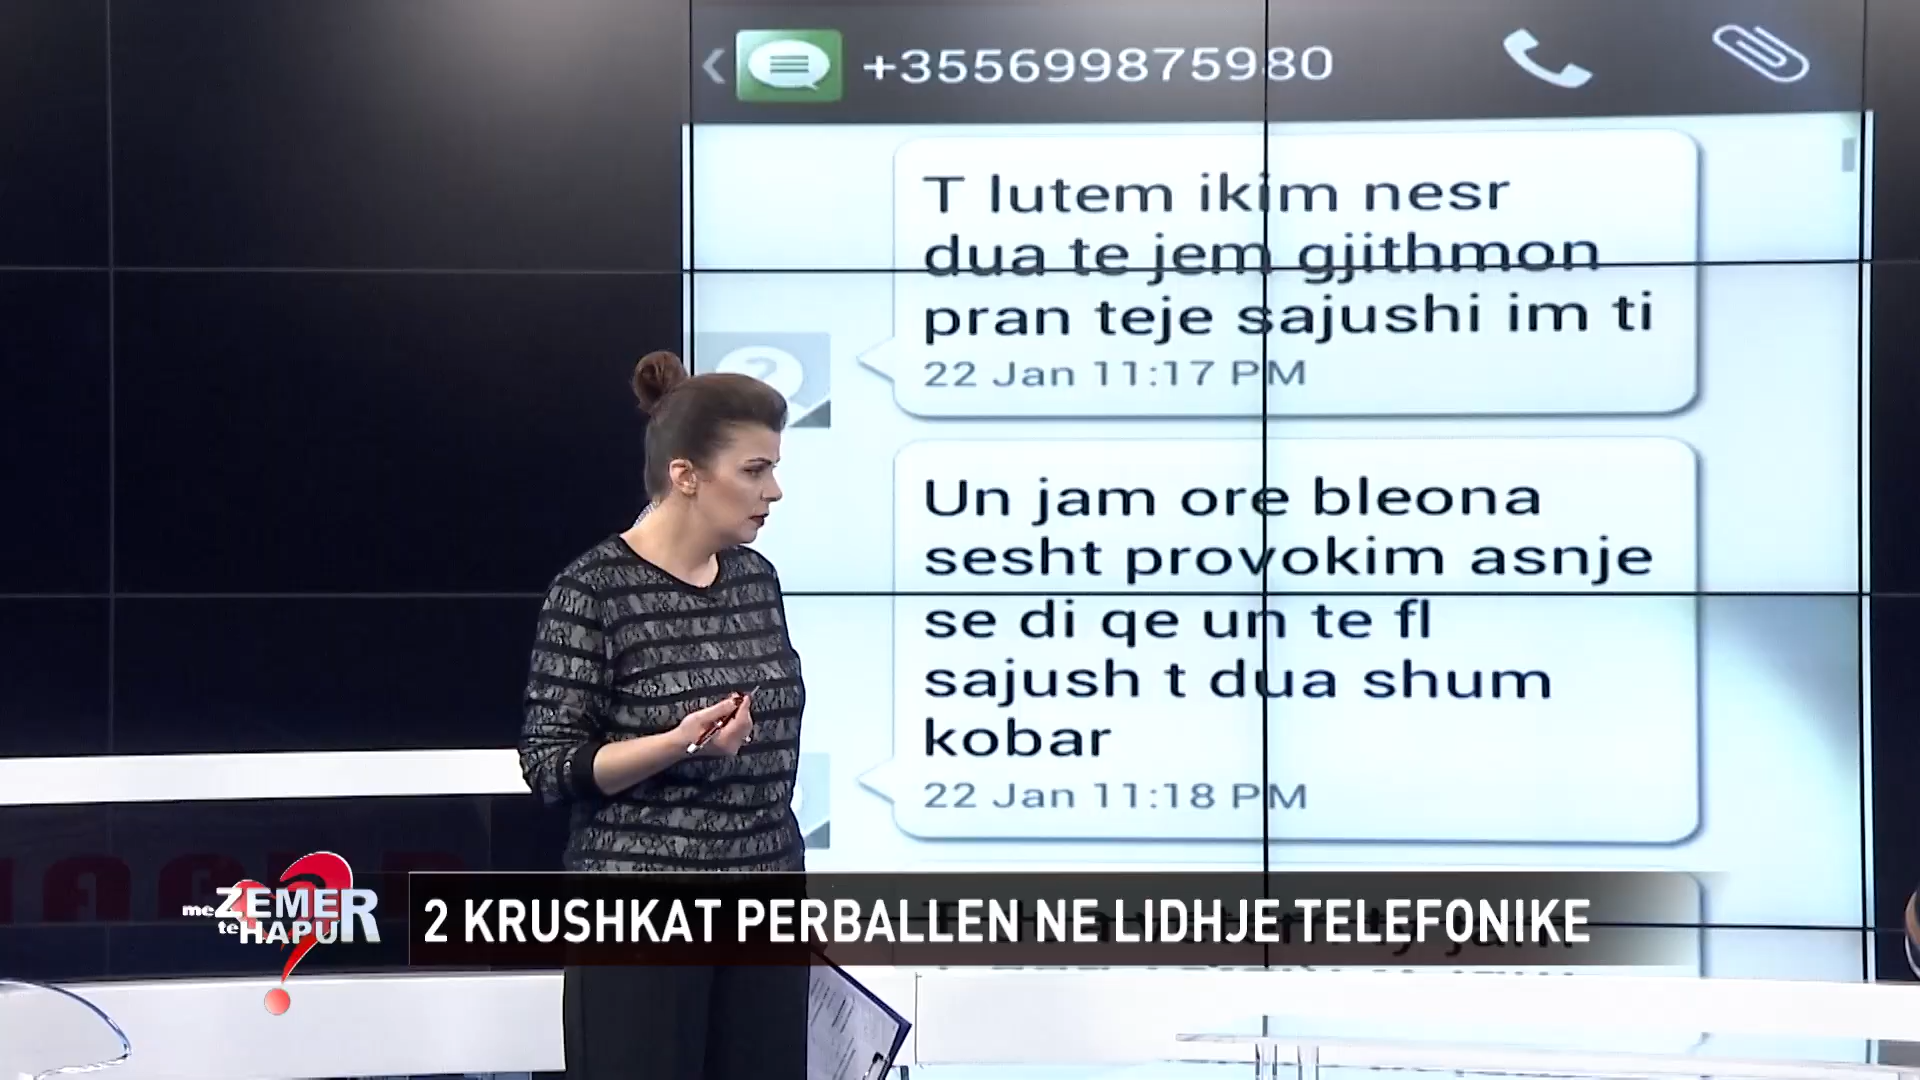 +355699875980
T lutem ikim nesr
dua te jem gjithmon
pran teje sajushi im ti
22 Jan 11:17 PM
Un jam ore bleona
sesht provokim asnje
se di qe un te fl
sajush t dua shum
kobar
22 Jan 11:18 PM
me ZEMER
te HAPUR
2 KRUSHKAT PERBALLEN NE LIDHJE TELEFONIKE